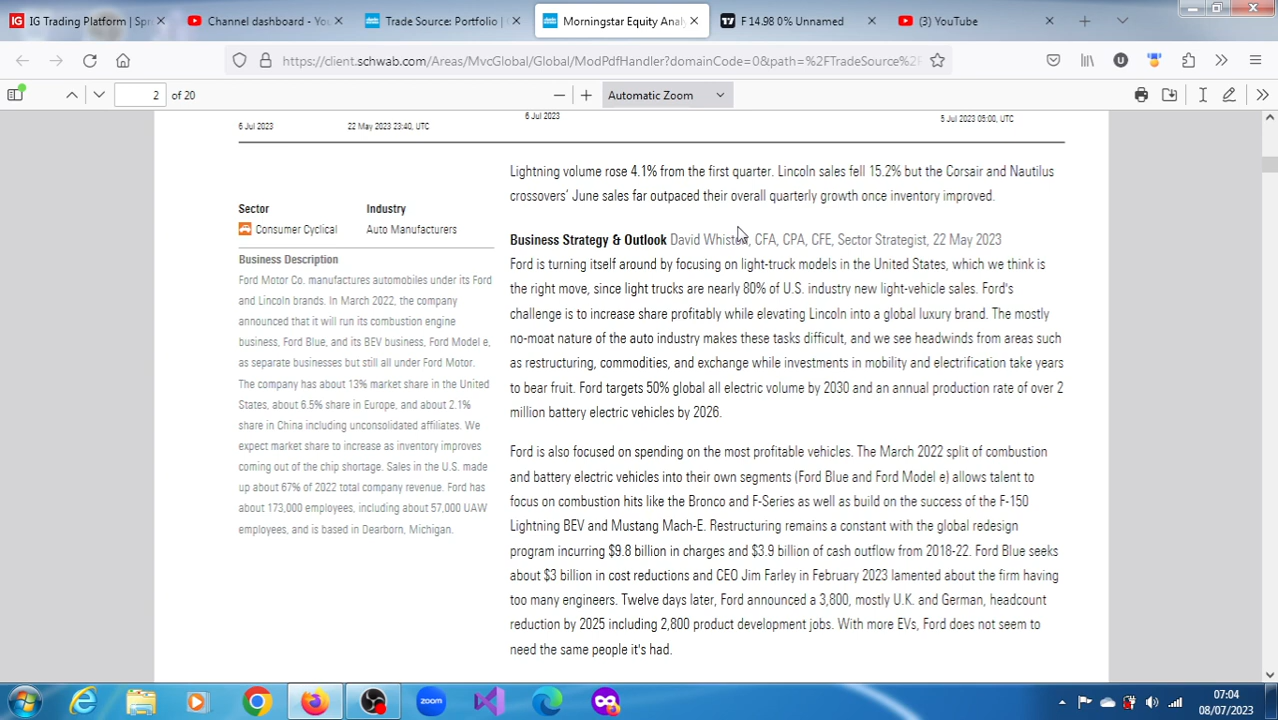 IG Trading Platform | Spr
Channel dashboard - You
Trade Source: Portfolio |
Morningstar Equity Analy
F 14.98 0% Unnamed
(3) YouTube
https://client.schwab.com/Areas/MvcGlobal/Global/ModPdfHandler?domainCode=0&path=%2FTradeSource%2F
2 of 20
Automatic Zoom
6 Jul 2023
22 May 2023 23:40, UTC
6 Jul 2023
5 Jul 2023 05:00, UTC
Sector
Industry
Consumer Cyclical
Auto Manufacturers
Business Description
Ford Motor Co. manufactures automobiles under its Ford
and Lincoln brands. In March 2022, the company
announced that it will run its combustion engine
business, Ford Blue, and its BEV business, Ford Model e,
as separate businesses but still all under Ford Motor.
The company has about 13% market share in the United
States, about 6.5% share in Europe, and about 2.1%
share in China including unconsolidated affiliates. We
expect market share to increase as inventory improves
coming out of the chip shortage. Sales in the U.S. made
up about 67% of 2022 total company revenue. Ford has
about 173,000 employees, including about 57,000 UAW
employees, and is based in Dearborn, Michigan.
Lightning volume rose 4.1% from the first quarter. Lincoln sales fell 15.2% but the Corsair and Nautilus
crossovers' June sales far outpaced their overall quarterly growth once inventory improved.
Business Strategy & Outlook David Whiston, CFA, CPA, CFE, Sector Strategist, 22 May 2023
Ford is turning itself around by focusing on light-truck models in the United States, which we think is
the right move, since light trucks are nearly 80% of U.S. industry new light-vehicle sales. Ford's
challenge is to increase share profitably while elevating Lincoln into a global luxury brand. The mostly
no-moat nature of the auto industry makes these tasks difficult, and we see headwinds from areas such
as restructuring, commodities, and exchange while investments in mobility and electrification take years
to bear fruit. Ford targets 50% global all electric volume by 2030 and an annual production rate of over 2
million battery electric vehicles by 2026.
Ford is also focused on spending on the most profitable vehicles. The March 2022 split of combustion
and battery electric vehicles into their own segments (Ford Blue and Ford Model e) allows talent to
focus on combustion hits like the Bronco and F-Series as well as build on the success of the F-150
Lightning BEV and Mustang Mach-E. Restructuring remains a constant with the global redesign
program incurring $9.8 billion in charges and $3.9 billion of cash outflow from 2018-22. Ford Blue seeks
about $3 billion in cost reductions and CEO Jim Farley in February 2023 lamented about the firm having
too many engineers. Twelve days later, Ford announced a 3,800, mostly U.K. and German, headcount
reduction by 2025 including 2,800 product development jobs. With more EVs, Ford does not seem to
need the same people it's had.
zoom
07:04
08/07/2023